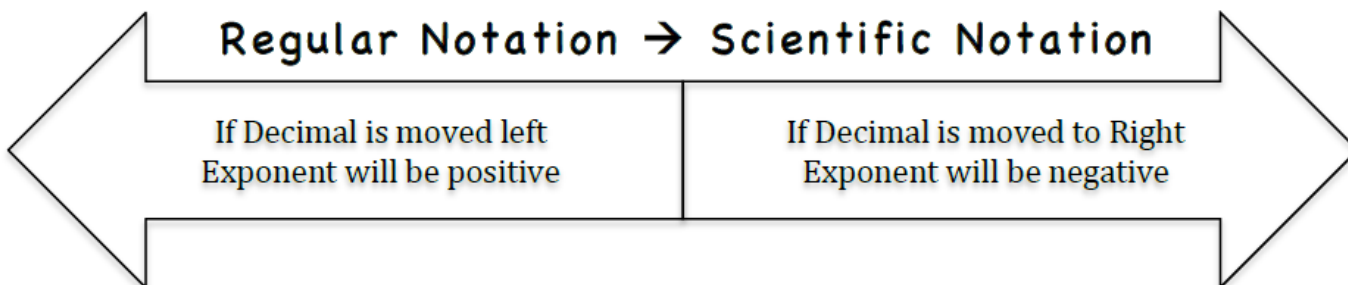 Regular Notation → Scientific Notation
If Decimal is moved left
Exponent will be positive
If Decimal is moved to Right
Exponent will be negative